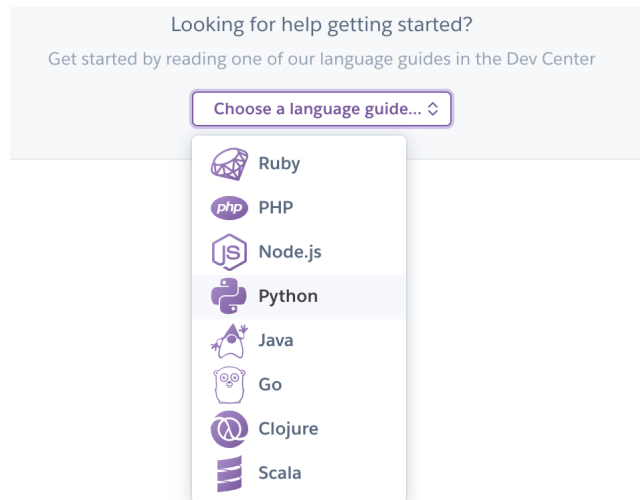 Looking for help getting started?
Get started by reading one of our language guides in the Dev Center
Choose a language guide...
Ruby
php PHP
JS Node.js
Python
Java
Go
Clojure
Scala